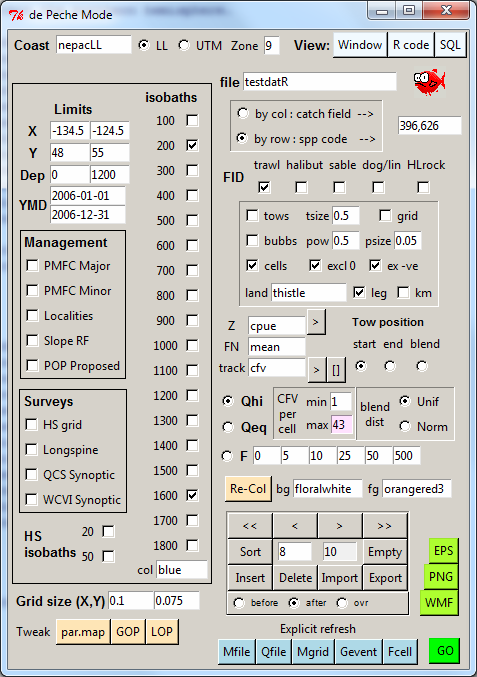 de Peche Mode
Coast nepacLL LL UTM Zone 9 View: Window R code SQL
file testdatR
Limits
X -134.5 -124.5
Y 48 55
Dep 0 1200
YMD 2006-01-01
2006-12-31
Management
PMFC Major
PMFC Minor
Localities
Slope RF
POP Proposed
Surveys
HS grid
Longspine
QCS Synoptic
WCVI Synoptic
HS isobaths 20
50
isobaths
100
200
300
400
500
600
700
800
900
1000
1100
1200
1300
1400
1500
1600
1700
1800
col blue
by col : catch field -->
by row : spp code -->
396,626
FID trawl halibut sable dog/lin HLrock
tows tsize 0.5 grid
bubbs pow 0.5 psize 0.05
cells excl 0 ex -ve
land thistle leg km
Z cpue >
FN mean
track cfv > []
Tow position
start end blend
Qhi
Qeq
CFV per cell min 1
max 43
blend dist Unif
Norm
F 0 5 10 25 50 500
Re-Col bg floralwhite fg orangered3
<< < > >>
Sort 8 10 Empty
Insert Delete Import Export
before after ovr
EPS
PNG
WMF
Grid size (X,Y) 0.1 0.075
Tweak par.map GOP LOP
Explicit refresh
Mfile Qfile Mgrid Gevent Fcell GO